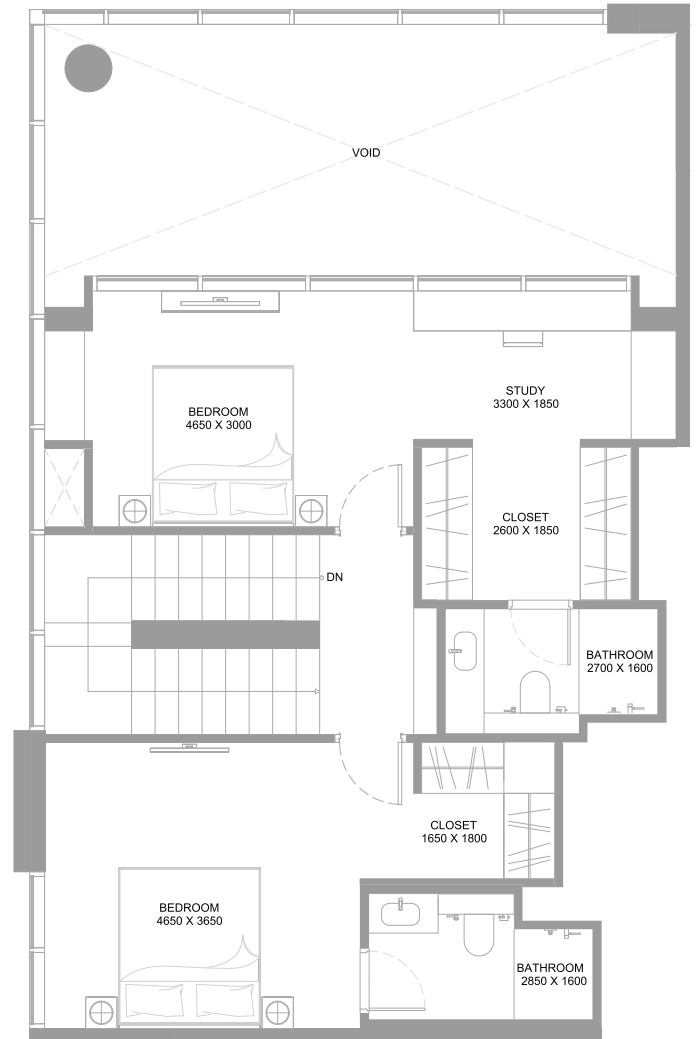 VOID
STUDY
3300 X 1850
BEDROOM
4650 X 3000
CLOSET
2600 X 1850
DN
BATHROOM
2700 X 1600
CLOSET
1650 X 1800
BEDROOM
4650 X 3650
BATHROOM
2850 X 1600